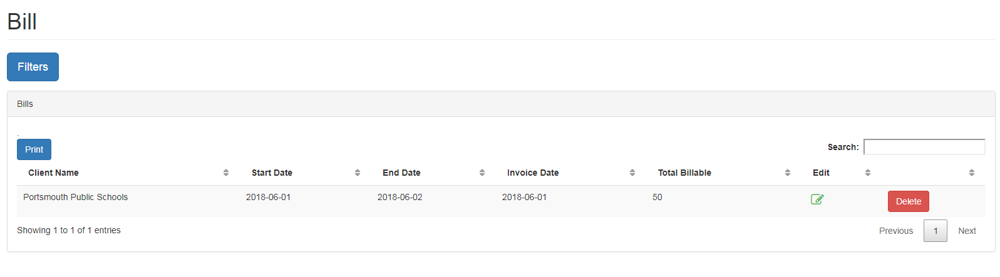 Bill
Filters
Bills
.
Print
Search:
Client Name Start Date End Date Invoice Date Total Billable Edit
Portsmouth Public Schools 2018-06-01 2018-06-02 2018-06-01 50 Delete
Showing 1 to 1 of 1 entries Previous 1 Next